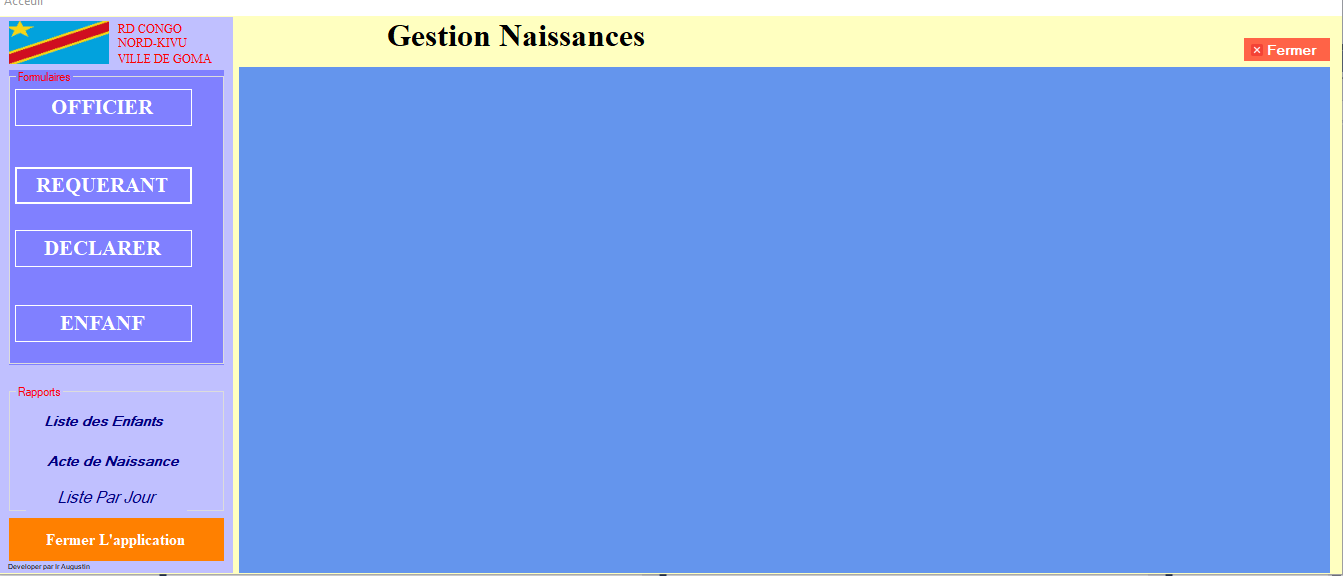 Acceuil
RD CONGO
NORD-KIVU
VILLE DE GOMA
Gestion Naissances
Fermer
Formulaires
OFFICIER
REQUERANT
DECLARER
ENFANF
Rapports
Liste des Enfants
Acte de Naissance
Liste Par Jour
Fermer L'application
Developer par Ir Augustin